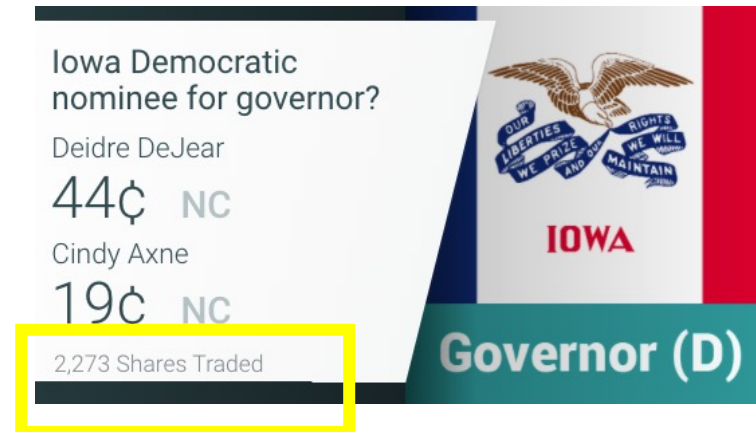 Iowa Democratic
nominee for governor?
Deidre DeJear
44¢ NC
Cindy Axne
19¢ NC
2,273 Shares Traded
OUR LIBERTIES WE PRIZE AND OUR RIGHTS WE WILL MAINTAIN
IOWA
Governor (D)